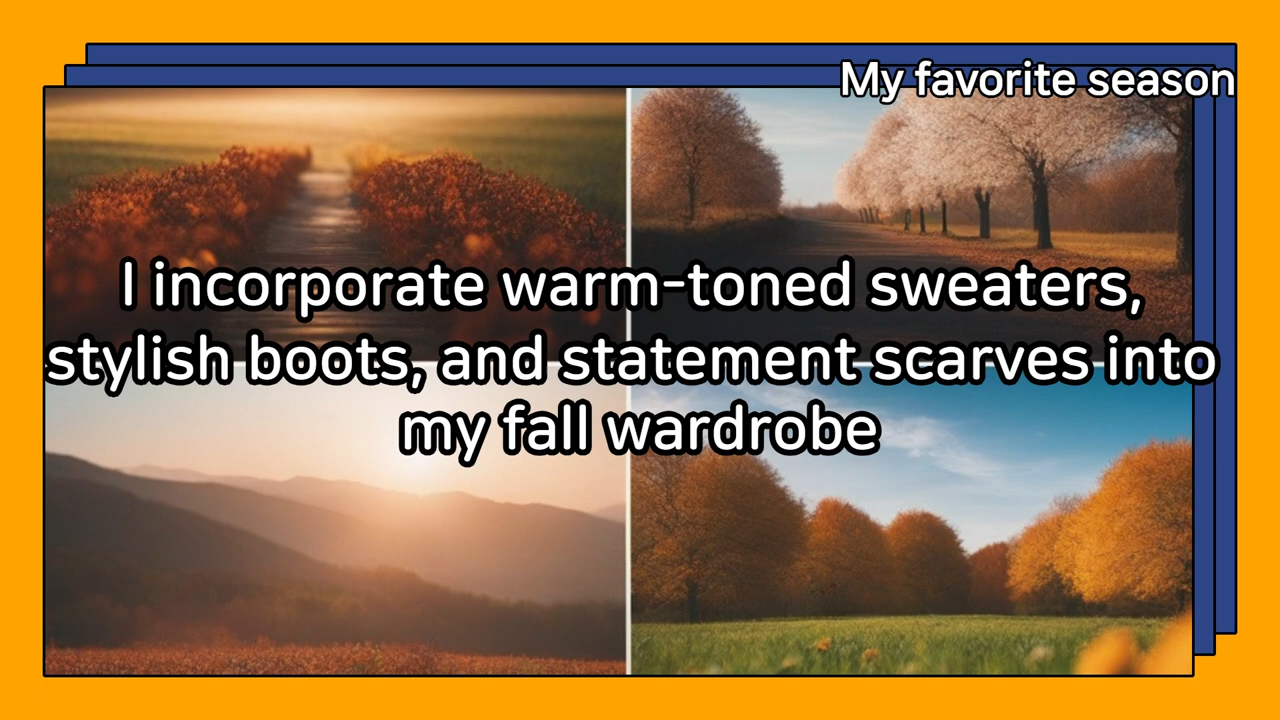 My favorite season
I incorporate warm-toned sweaters,
stylish boots, and statement scarves into
my fall wardrobe